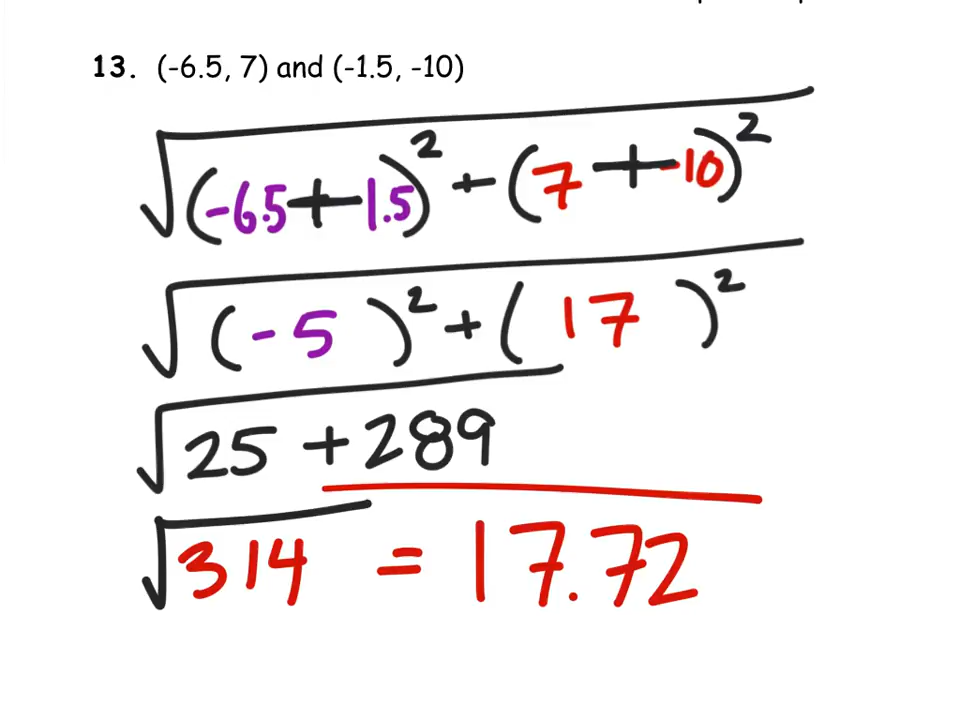 13. (-6.5, 7) and (-1.5, -10)
√(-6.5+1.5)² + (7 + -10)²
√(-5)² + (17)²
√25 + 289
√314 = 17.72